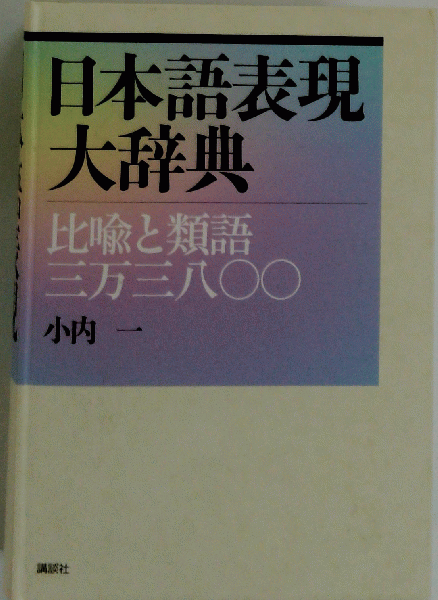 日本語表現
大辞典
比喩と類語
三万三八〇〇
小内 一
講談社